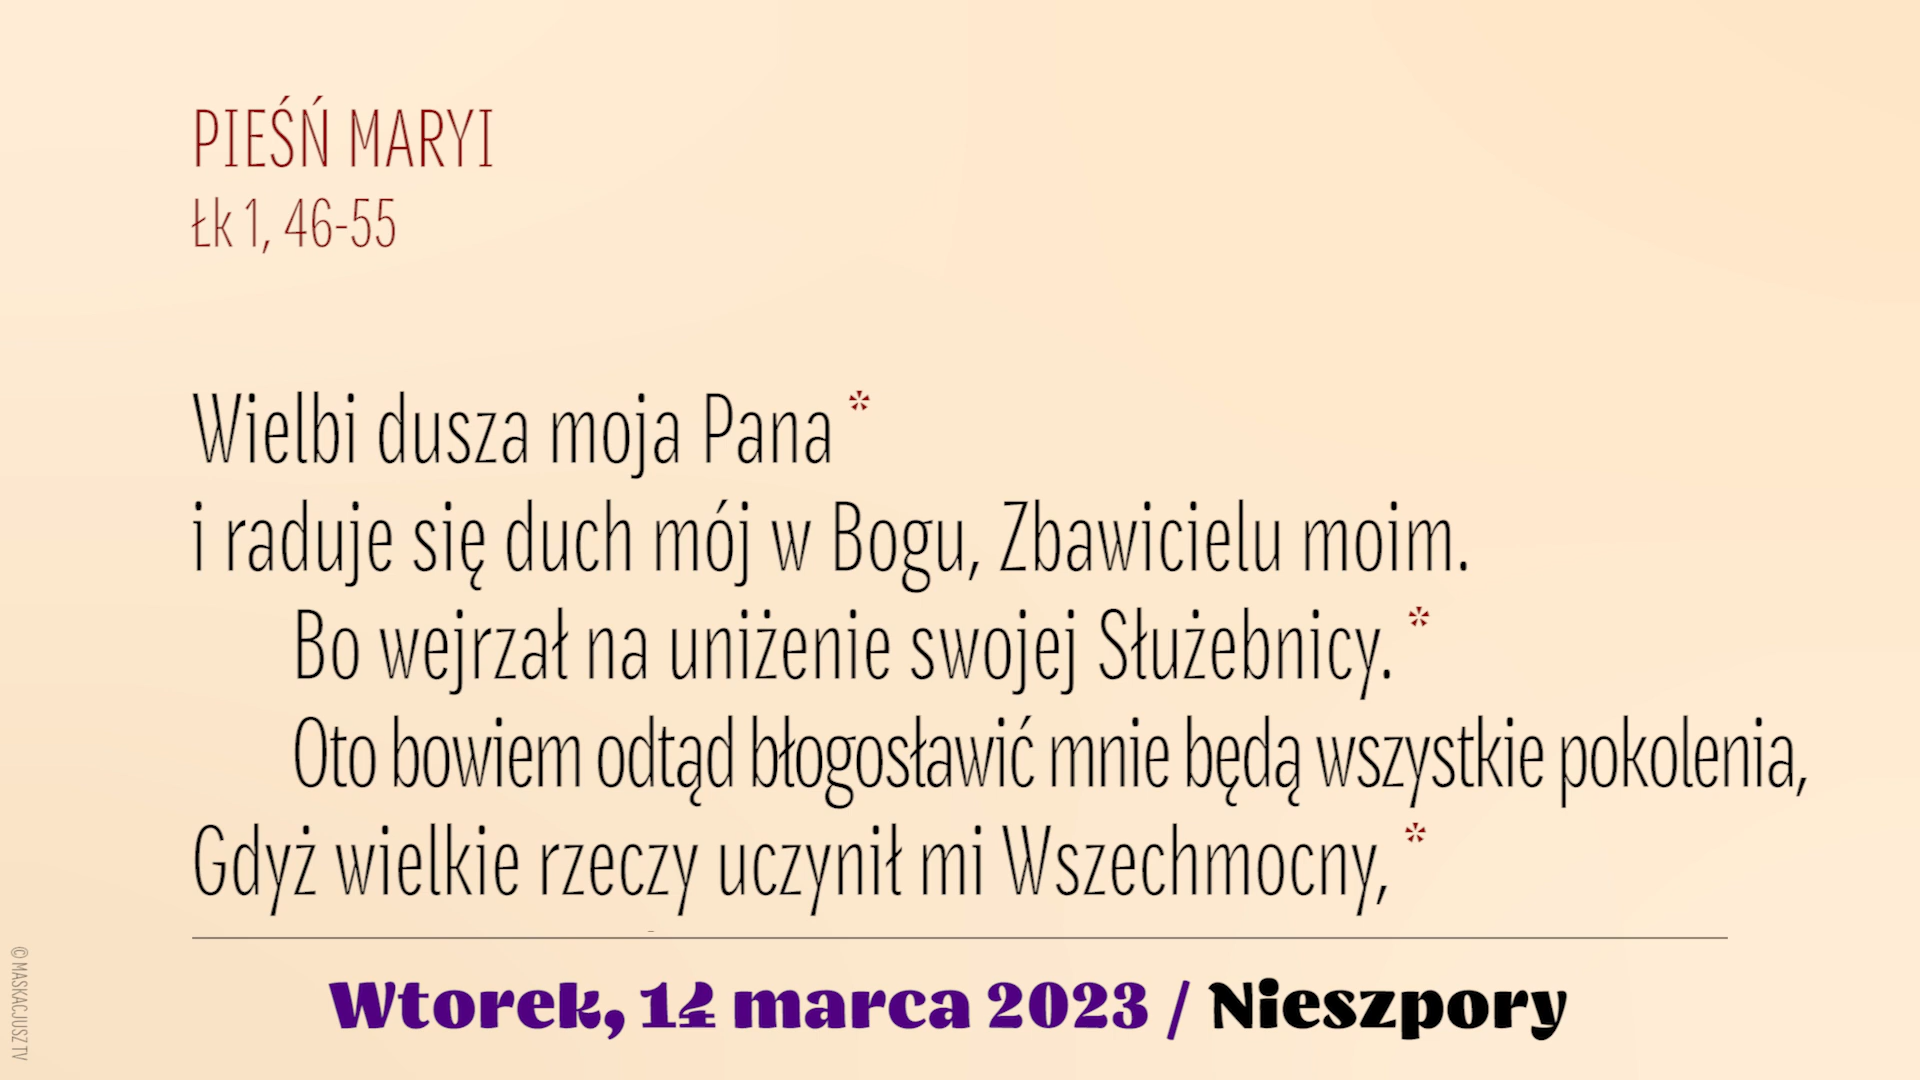 PIEŚŃ MARYI
Łk 1, 46-55
Wielbi dusza moja Pana *
i raduje się duch mój w Bogu, Zbawicielu moim.
Bo wejrzał na uniżenie swojej Służebnicy. *
Oto bowiem odtąd błogosławić mnie będą wszystkie pokolenia,
Gdyż wielkie rzeczy uczynił mi Wszechmocny, *
Wtorek, 14 marca 2023 / Nieszpory
© MASKACJUSZ TV